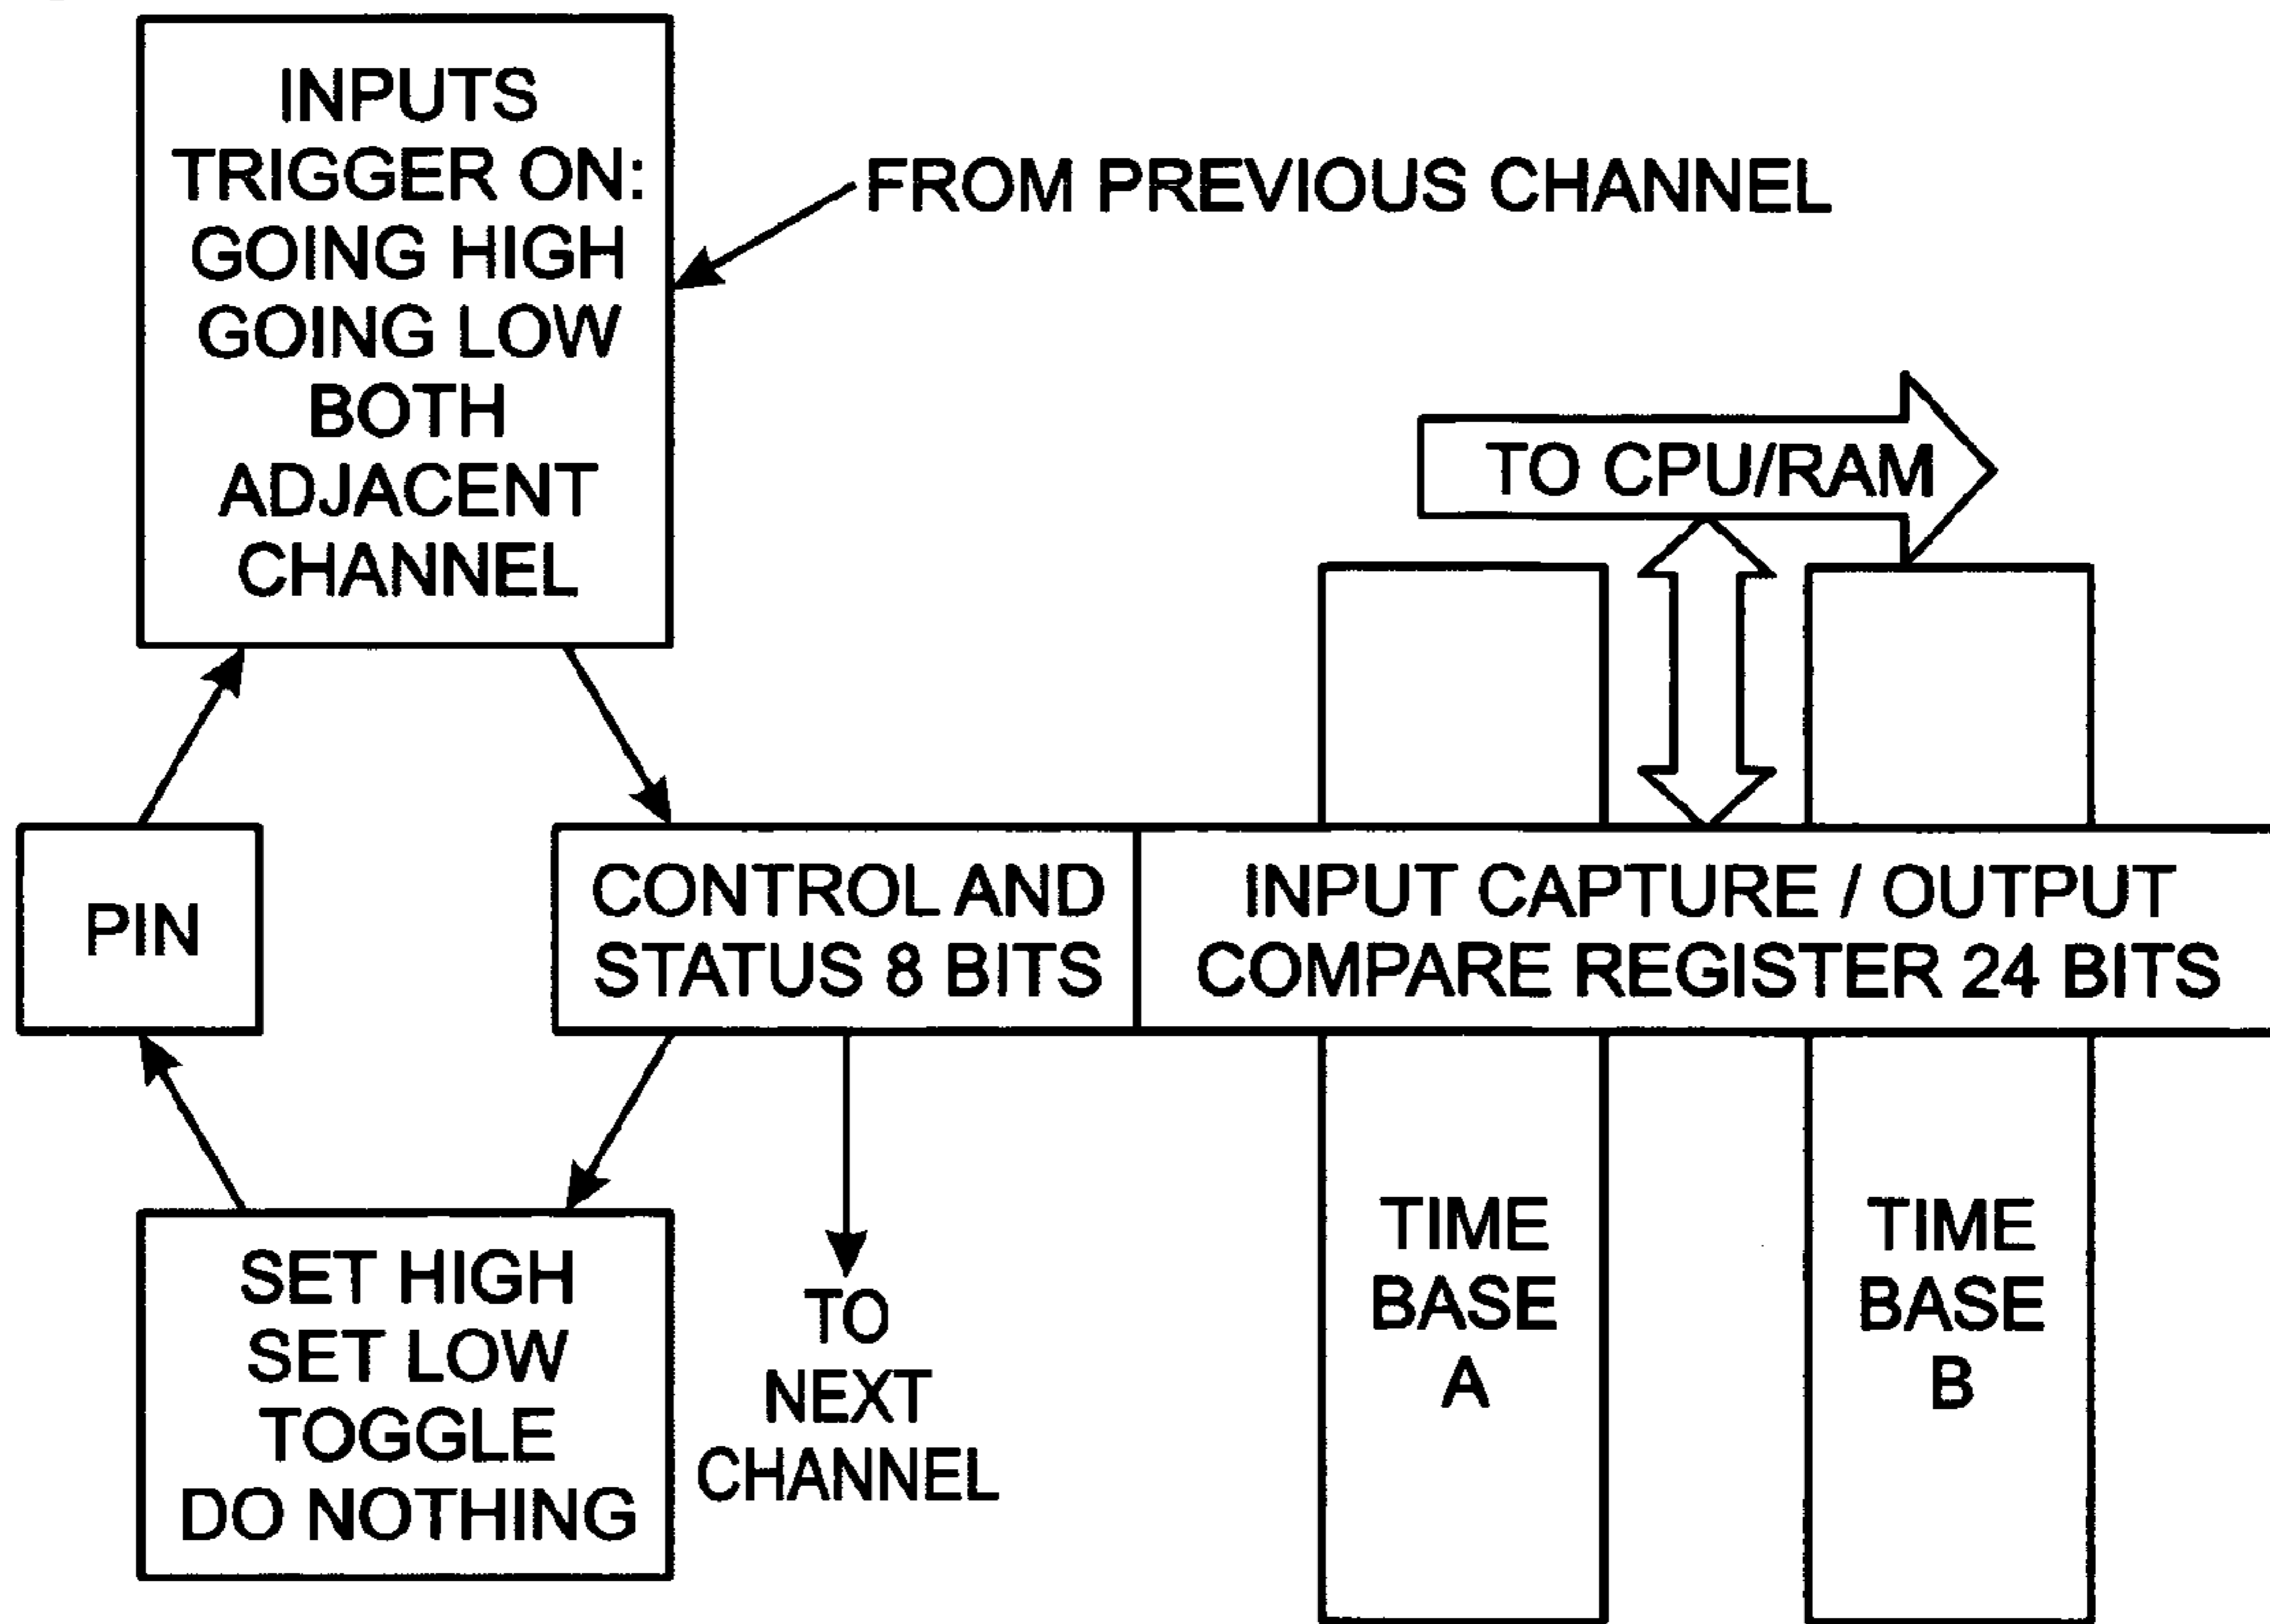 INPUTS
TRIGGER ON:
GOING HIGH
GOING LOW
BOTH
ADJACENT
CHANNEL
FROM PREVIOUS CHANNEL
TO CPU/RAM
PIN
CONTROL AND
STATUS 8 BITS
INPUT CAPTURE / OUTPUT
COMPARE REGISTER 24 BITS
SET HIGH
SET LOW
TOGGLE
DO NOTHING
TO
NEXT
CHANNEL
TIME
BASE
A
TIME
BASE
B